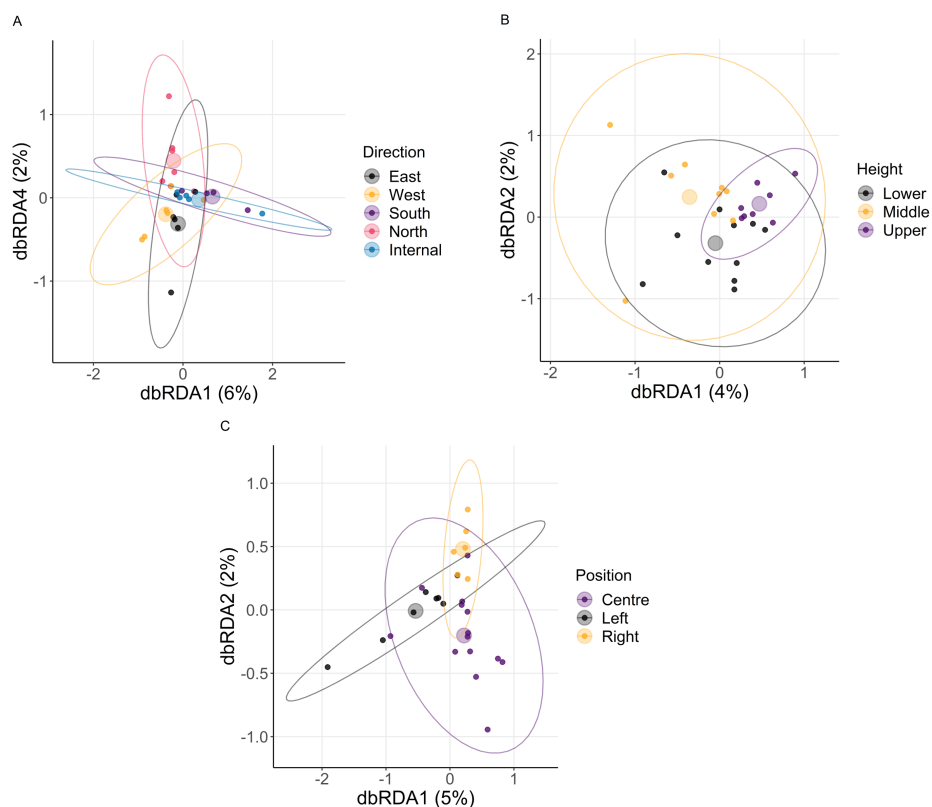 A
dbRDA4 (2%)
1
0
-1
-2
0
2
dbRDA1 (6%)
Direction
East
West
South
North
Internal
B
dbRDA2 (2%)
2
1
0
-1
-2
-1
0
1
2
dbRDA1 (4%)
Height
Lower
Middle
Upper
C
dbRDA2 (2%)
1.0
0.5
0.0
-0.5
-1.0
-2
-1
0
1
dbRDA1 (5%)
Position
Centre
Left
Right